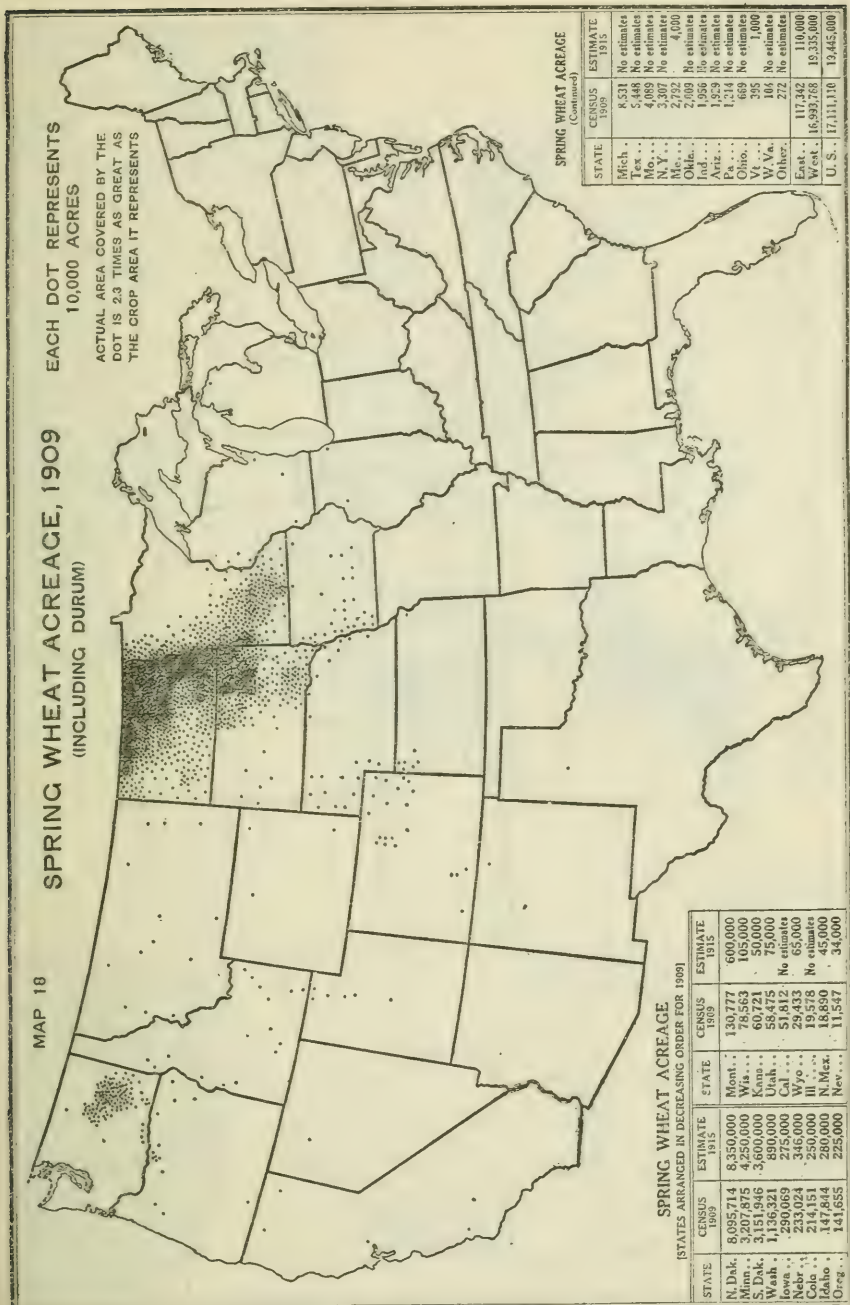 MAP 18
SPRING WHEAT ACREAGE, 1909
(INCLUDING DURUM)
EACH DOT REPRESENTS
10,000 ACRES
ACTUAL AREA COVERED BY THE
DOT IS 2.3 TIMES AS GREAT AS
THE CROP AREA IT REPRESENTS
SPRING WHEAT ACREAGE
[STATES ARRANGED IN DECREASING ORDER FOR 1909]
STATE CENSUS 1909 ESTIMATE 1915 STATE CENSUS 1909 ESTIMATE 1915
N. Dak. 8,095,714 8,350,000 Mont.. 130,777 600,000
Minn.. 3,207,875 4,250,000 Wis... 78,563 105,000
S. Dak. 3,151,946 3,600,000 Kans.. 60,721 50,000
Wash.. 1,136,321 890,000 Utah.. 58,475 75,000
Iowa.. 290,069 275,000 Cal... 51,812 No estimates
Nebr.. 233,024 346,000 Wyo.. 29,433 65,000
Colo.. 214,151 250,000 Ill.... 19,578 No estimates
Idaho.. 147,844 280,000 N.Mex. 18,890 45,000
Oreg.. 141,655 225,000 Nev... 11,547 34,000
SPRING WHEAT ACREAGE
(Continued)
STATE CENSUS 1909 ESTIMATE 1915
Mich.. 8,531 No estimates
Tex... 5,448 No estimates
Mo... 4,089 No estimates
N.Y.. 3,307 No estimates
Me... 2,792 4,000
Okla.. 2,009 No estimates
Ind... 1,956 No estimates
Ariz.. 1,929 No estimates
Pa... 1,214 No estimates
Ohio.. 669 No estimates
Vt... 395 1,000
W.Va. 104 No estimates
Other. 272 No estimates
East.. 117,342 110,000
West. 16,993,768 19,335,000
U.S.. 17,111,110 19,445,000